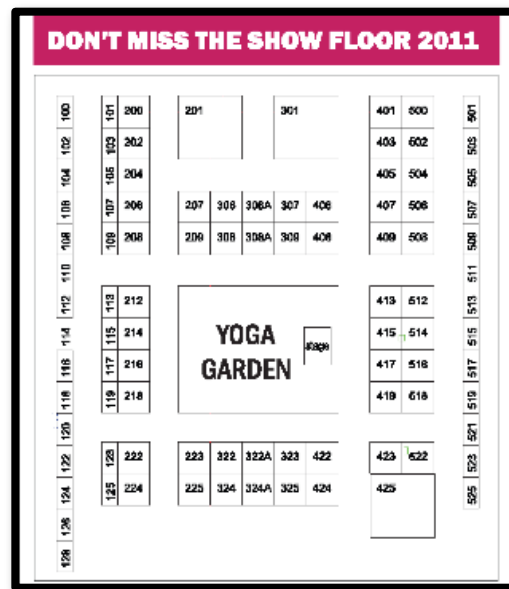 DON'T MISS THE SHOW FLOOR 2011
100 101 200 201 301 401 500 501
102 103 202 403 502 503
104 105 204 405 504 505
106 107 206 207 306 306A 307 406 407 506 507
108 109 208 209 308 308A 309 408 409 508 509
110 511
112 113 212 413 512 513
114 115 214 YOGA stage 415 514 515
116 117 216 GARDEN 417 516 517
118 119 218 419 518 519
120 521
122 123 222 223 322 322A 323 422 423 522 523
124 125 224 225 324 324A 325 424 425 525
126
128